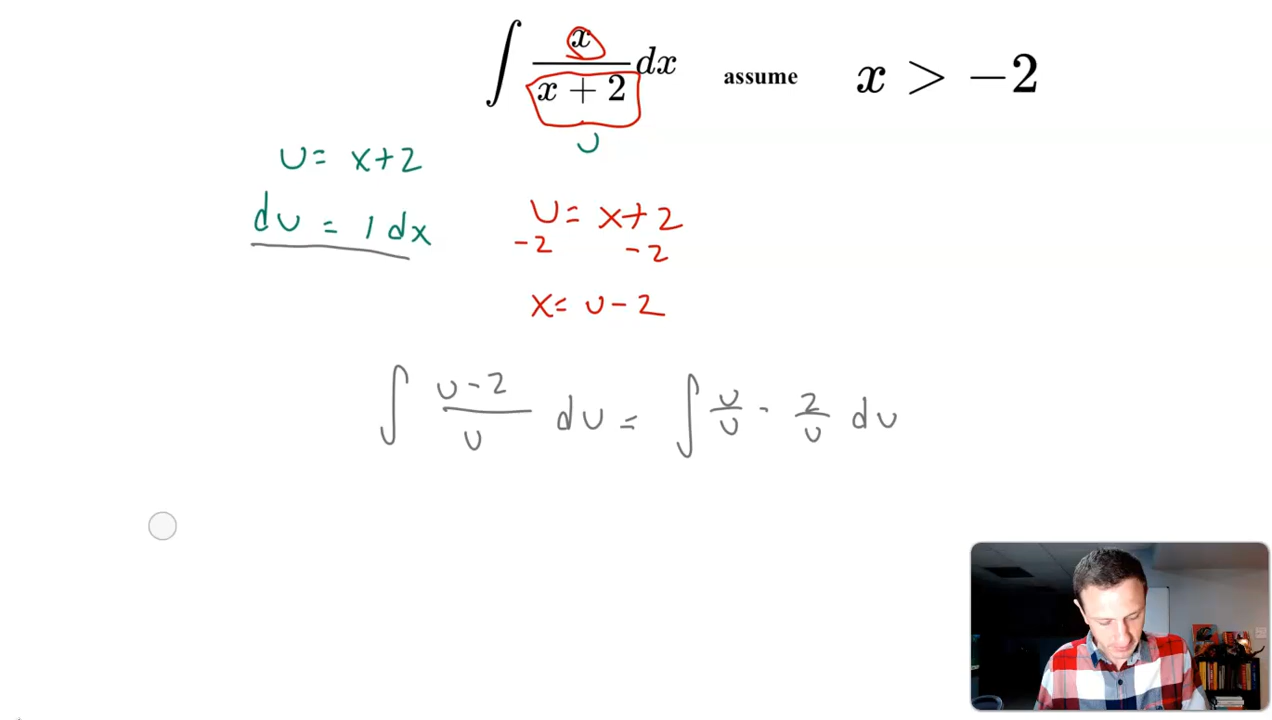 ∫ x/(x + 2) dx assume x > −2
u
u = x+2
du = 1 dx
u = x+2
-2 -2
x = u - 2
∫ (u-2)/u du = ∫ u/u - 2/u du